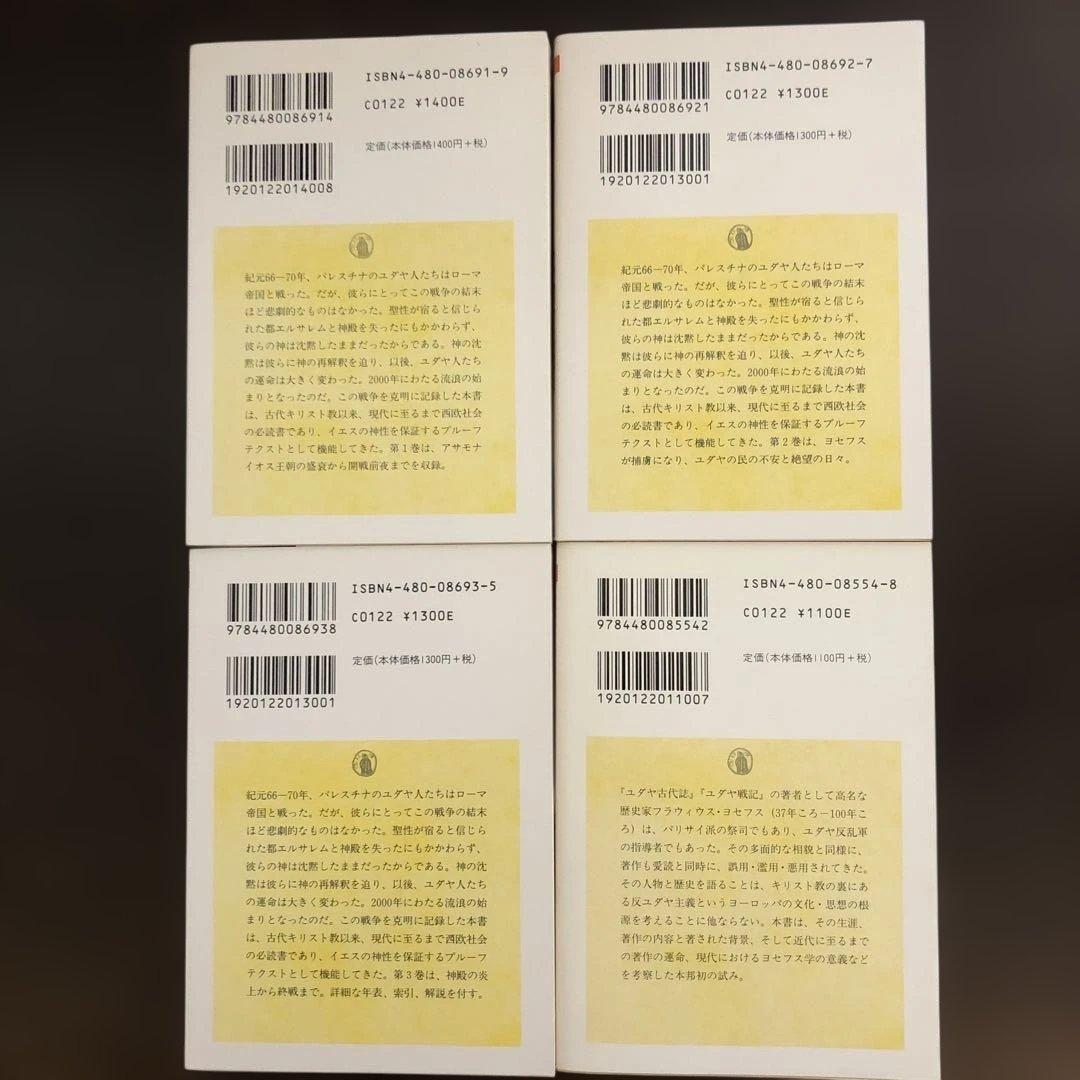 ISBN4-480-08691-9
C0122 ¥1400E
9784480086914
定価(本体価格1400円+税)
1920122014008
紀元66—70年、パレスチナのユダヤ人たちはローマ
帝国と戦った。だが、彼らにとってこの戦争の結末
ほど悲劇的なものはなかった。聖性が宿ると信じら
れた都エルサレムと神殿を失ったにもかかわらず、
彼らの神は沈黙したままだったからである。神の沈
黙は彼らに神の再解釈を迫り、以後、ユダヤ人たち
の運命は大きく変わった。2000年にわたる流浪の始
まりとなったのだ。この戦争を克明に記録した本書
は、古代キリスト教以来、現代に至るまで西欧社会
の必読書であり、イエスの神性を保証するプルーフ
テクストとして機能してきた。第1巻は、アサモナ
イオス王朝の盛衰から開戦前夜までを収録。
ISBN4-480-08692-7
C0122 ¥1300E
9784480086921
定価(本体価格1300円+税)
1920122013001
紀元66—70年、パレスチナのユダヤ人たちはローマ
帝国と戦った。だが、彼らにとってこの戦争の結末
ほど悲劇的なものはなかった。聖性が宿ると信じら
れた都エルサレムと神殿を失ったにもかかわらず、
彼らの神は沈黙したままだったからである。神の沈
黙は彼らに神の再解釈を迫り、以後、ユダヤ人たち
の運命は大きく変わった。2000年にわたる流浪の始
まりとなったのだ。この戦争を克明に記録した本書
は、古代キリスト教以来、現代に至るまで西欧社会
の必読書であり、イエスの神性を保証するプルーフ
テクストとして機能してきた。第2巻は、ヨセフス
が捕虜になり、ユダヤの民の不安と絶望の日々。
ISBN4-480-08693-5
C0122 ¥1300E
9784480086938
定価(本体価格1300円+税)
1920122013001
紀元66—70年、パレスチナのユダヤ人たちはローマ
帝国と戦った。だが、彼らにとってこの戦争の結末
ほど悲劇的なものはなかった。聖性が宿ると信じら
れた都エルサレムと神殿を失ったにもかかわらず、
彼らの神は沈黙したままだったからである。神の沈
黙は彼らに神の再解釈を迫り、以後、ユダヤ人たち
の運命は大きく変わった。2000年にわたる流浪の始
まりとなったのだ。この戦争を克明に記録した本書
は、古代キリスト教以来、現代に至るまで西欧社会
の必読書であり、イエスの神性を保証するプルーフ
テクストとして機能してきた。第3巻は、神殿の炎
上から終戦まで。詳細な年表、索引、解説を付す。
ISBN4-480-08554-8
C0122 ¥1100E
9784480085542
定価(本体価格1100円+税)
1920122011007
『ユダヤ古代誌』『ユダヤ戦記』の著者として高名な
歴史家フラウィウス・ヨセフス(37年ころ—100年こ
ろ)は、パリサイ派の祭司でもあり、ユダヤ反乱軍
の指導者でもあった。その多面的な相貌と同様に、
著作も愛読と同時に、誤用・濫用・悪用されてきた。
その人物と歴史を語ることは、キリスト教の裏にあ
る反ユダヤ主義というヨーロッパの文化・思想の根
源を考えることに他ならない。本書は、その生涯、
著作の内容と著された背景、そして近代に至るまで
の著作の運命、現代におけるヨセフス学の意義など
を考察した本邦初の試み。